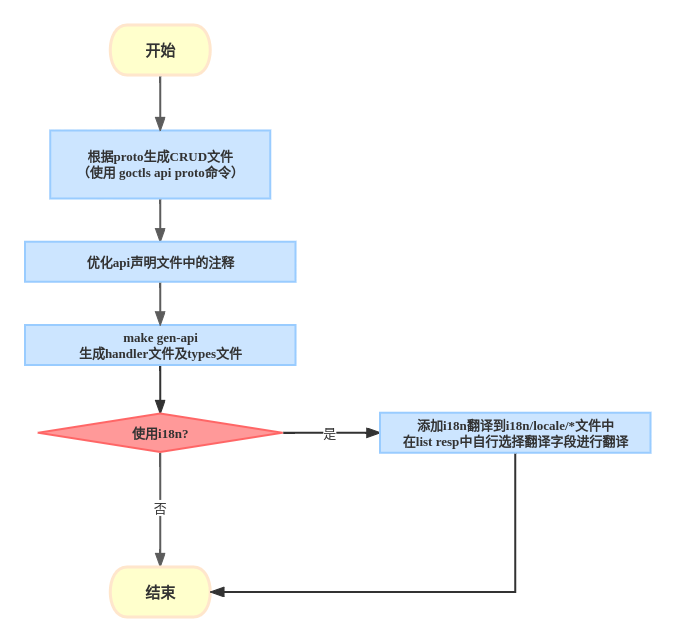 开始
根据proto生成CRUD文件
（使用 goctls api proto命令）
优化api声明文件中的注释
make gen-api
生成handler文件及types文件
使用i18n?
是
添加i18n翻译到i18n/locale/*文件中
在list resp中自行选择翻译字段进行翻译
否
结束